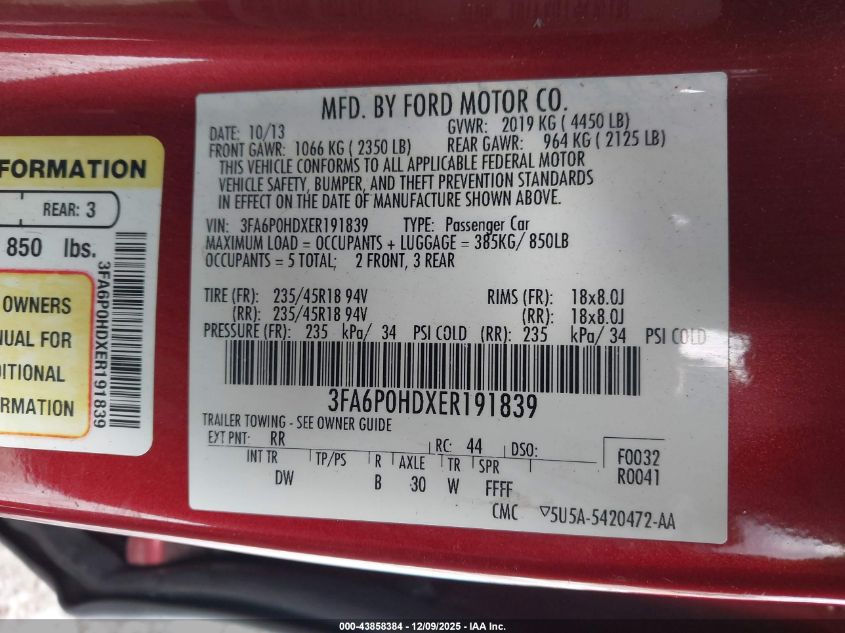 MFD. BY FORD MOTOR CO.
DATE: 10/13 GVWR: 2019 KG ( 4450 LB)
FRONT GAWR: 1066 KG ( 2350 LB) REAR GAWR: 964 KG ( 2125 LB)
THIS VEHICLE CONFORMS TO ALL APPLICABLE FEDERAL MOTOR
VEHICLE SAFETY, BUMPER, AND THEFT PREVENTION STANDARDS
IN EFFECT ON THE DATE OF MANUFACTURE SHOWN ABOVE.
VIN: 3FA6P0HDXER191839 TYPE: Passenger Car
MAXIMUM LOAD = OCCUPANTS + LUGGAGE = 385KG/ 850LB
OCCUPANTS = 5 TOTAL; 2 FRONT, 3 REAR
TIRE (FR): 235/45R18 94V RIMS (FR): 18x8.0J
(RR): 235/45R18 94V (RR): 18x8.0J
PRESSURE (FR): 235 kPa/ 34 PSI COLD (RR): 235 kPa/ 34 PSI COLD
3FA6P0HDXER191839
TRAILER TOWING - SEE OWNER GUIDE
EXT PNT: RR RC: 44 DSO: F0032
INT TR TP/PS R AXLE TR SPR R0041
DW B 30 W FFFF
CMC ▽5U5A-5420472-AA
FORMATION
REAR: 3
850 lbs.
OWNERS
NUAL FOR
DITIONAL
RMATION
3FA6P0HDXER191839
000-43858384 - 12/09/2025 - IAA Inc.